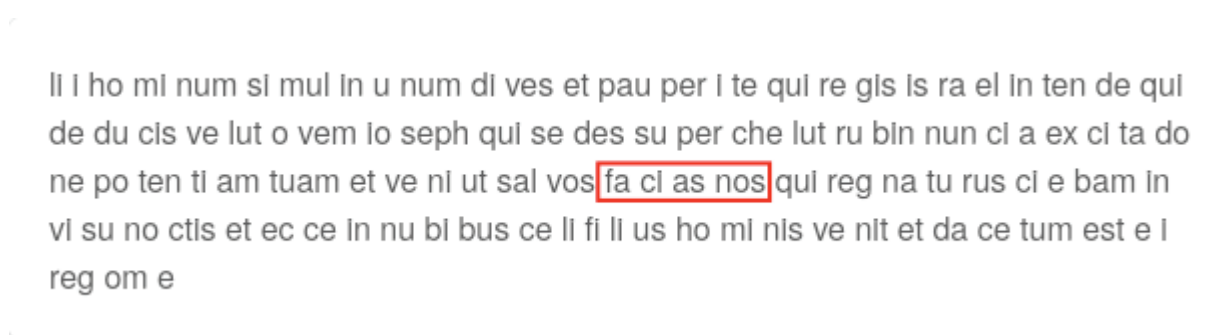 li i ho mi num si mul in u num di ves et pau per i te qui re gis is ra el in ten de qui
de du cis ve lut o vem io seph qui se des su per che lut ru bin nun ci a ex ci ta do
ne po ten ti am tuam et ve ni ut sal vos fa ci as nos qui reg na tu rus ci e bam in
vi su no ctis et ec ce in nu bi bus ce li fi li us ho mi nis ve nit et da ce tum est e i
reg om e